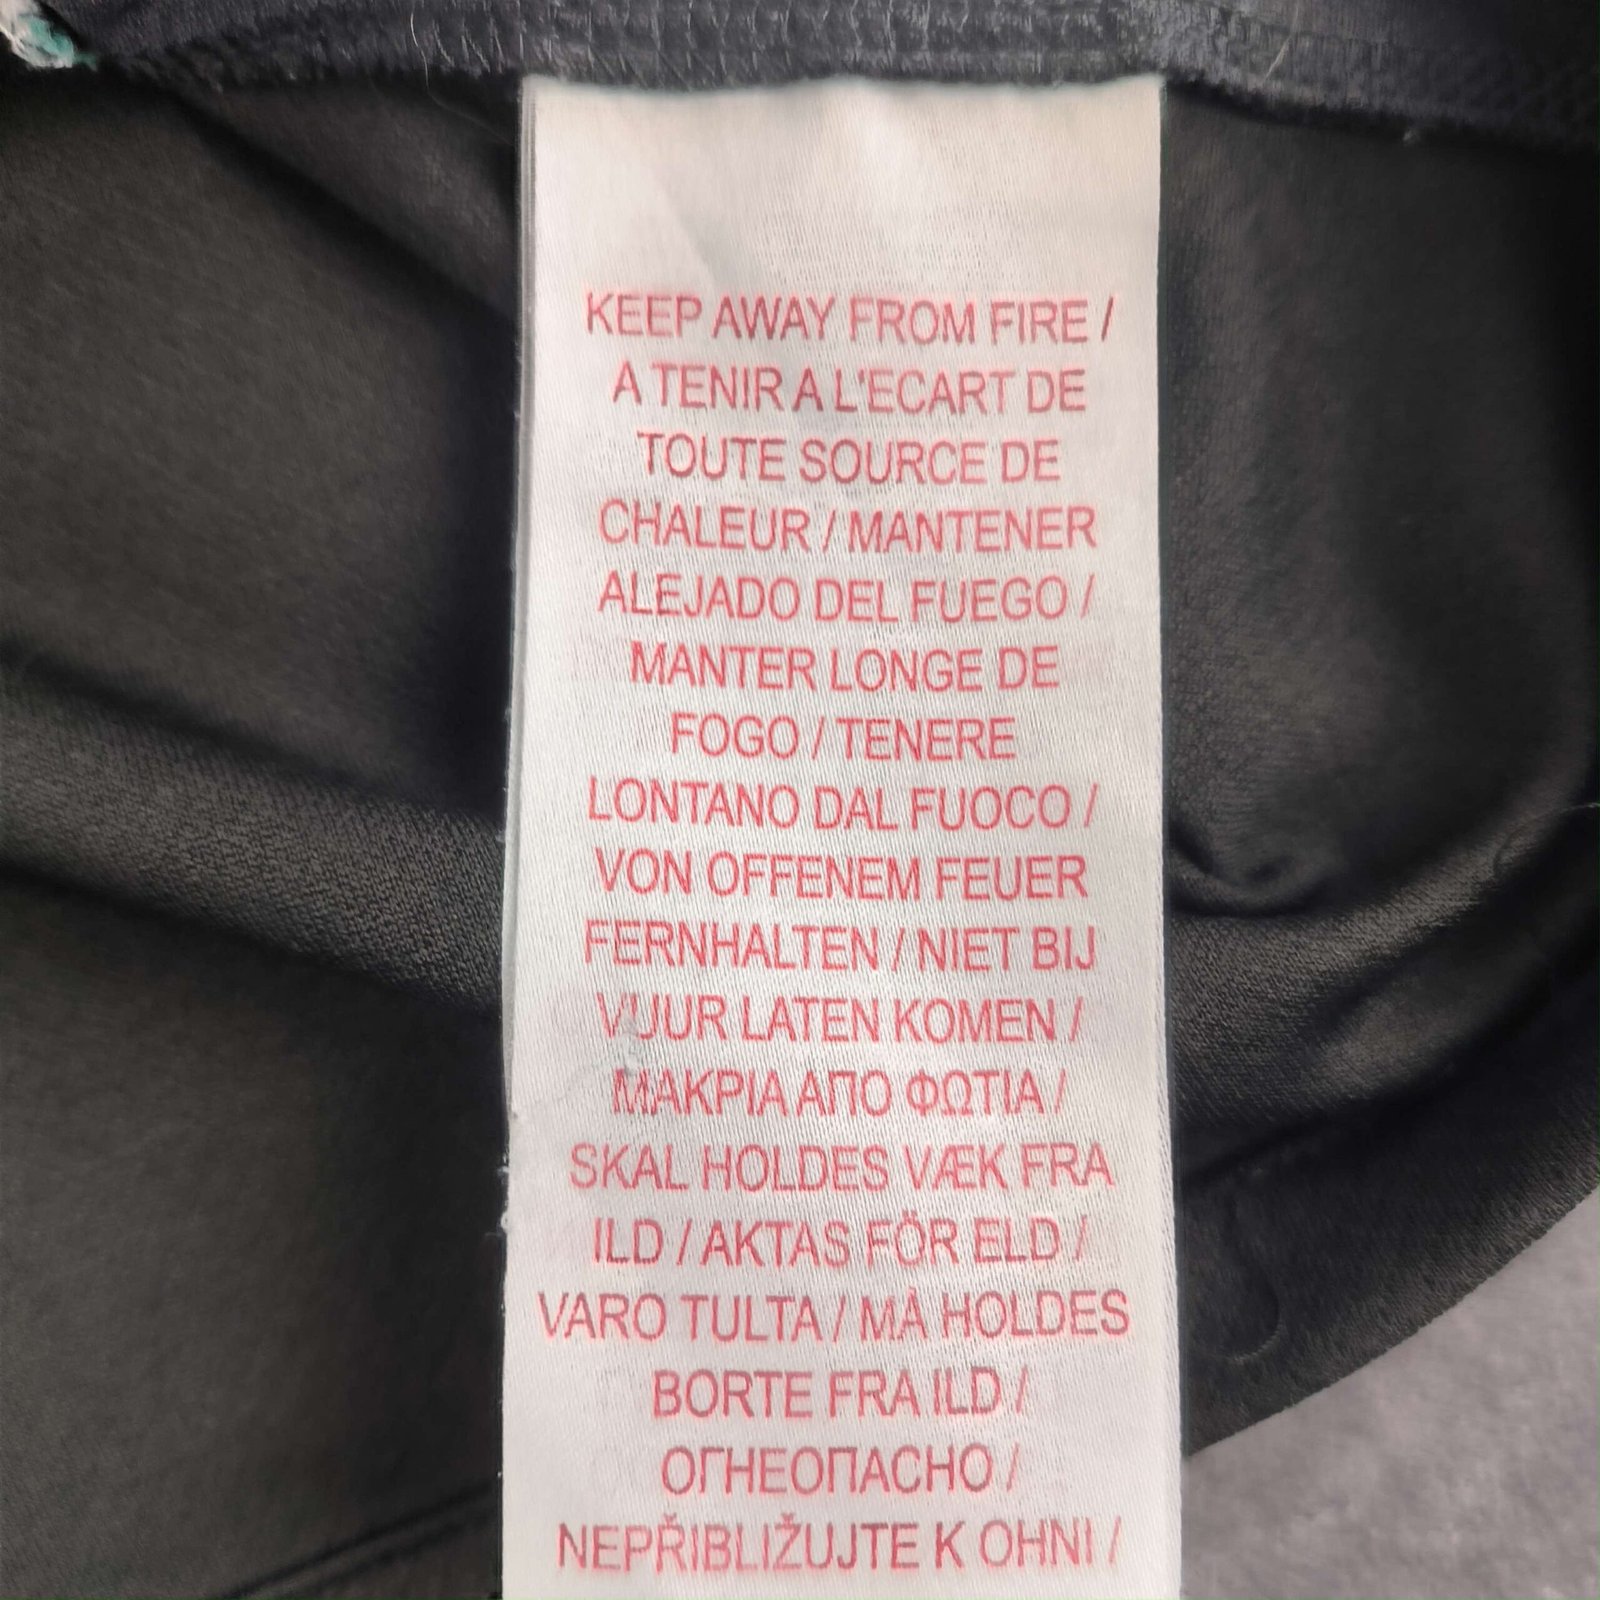 KEEP AWAY FROM FIRE /
A TENIR A L'ECART DE
TOUTE SOURCE DE
CHALEUR / MANTENER
ALEJADO DEL FUEGO /
MANTER LONGE DE
FOGO / TENERE
LONTANO DAL FUOCO /
VON OFFENEM FEUER
FERNHALTEN / NIET BIJ
VUUR LATEN KOMEN /
ΜΑΚΡΙΑ ΑΠΟ ΦΩΤΙΑ /
SKAL HOLDES VÆK FRA
ILD / AKTAS FÖR ELD /
VARO TULTA / MÅ HOLDES
BORTE FRA ILD /
ОГНЕОПАСНО /
NEPŘIBLIŽUJTE K OHNI /